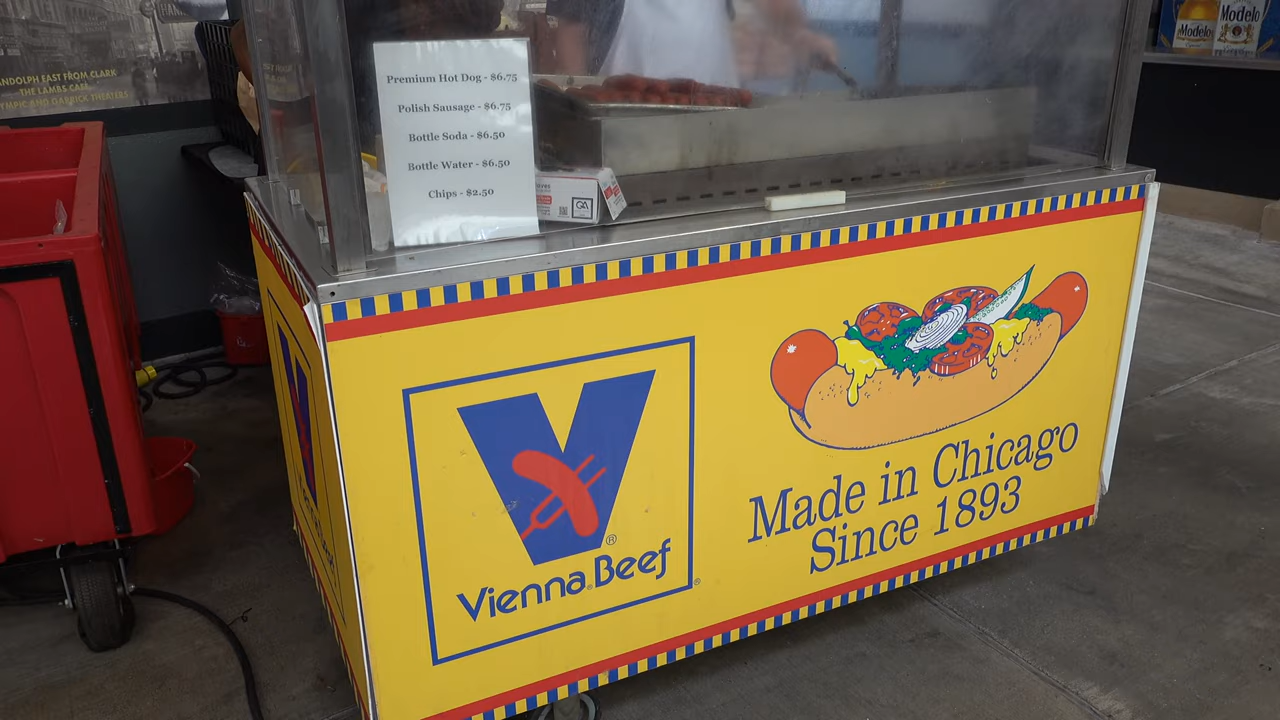 ANDOLPH EAST FROM CLARK
THE LAMBS CAFE,
YMPIC AND GARRICK THEATERS
Premium Hot Dog - $6.75
Polish Sausage - $6.75
Bottle Soda - $6.50
Bottle Water - $6.50
Chips - $2.50
Modelo
Modelo
Vienna® Beef®
Made in Chicago
Since 1893